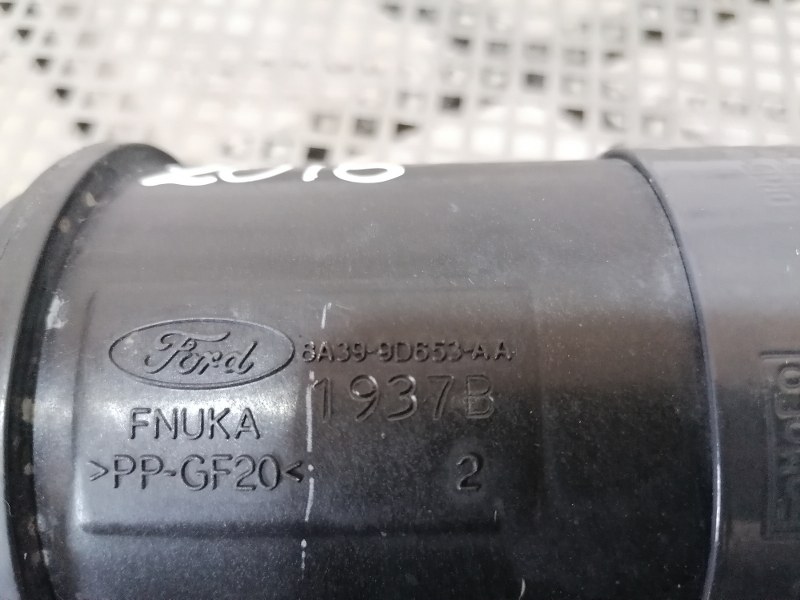 2010
Ford 8A39-9D653-AA
1937B
FNUKA
>PP-GF20< 2